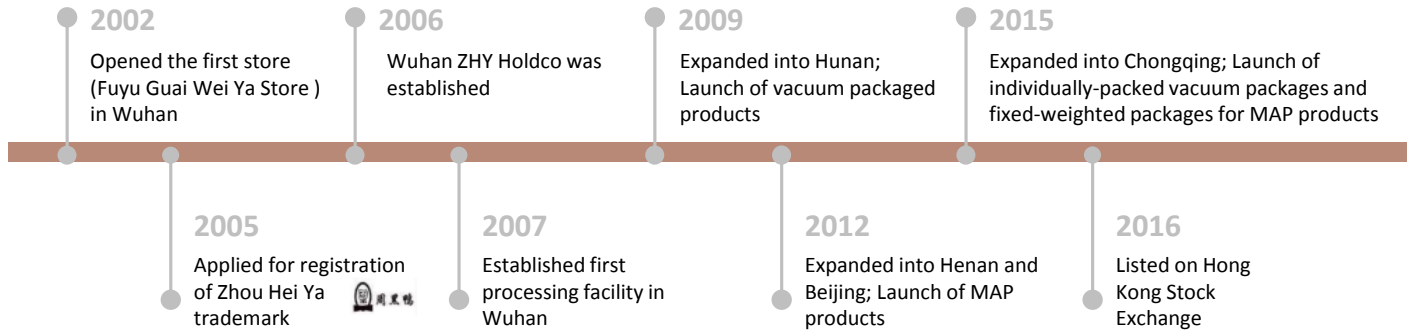 2002
Opened the first store
(Fuyu Guai Wei Ya Store )
in Wuhan
2006
Wuhan ZHY Holdco was
established
2009
Expanded into Hunan;
Launch of vacuum packaged
products
2015
Expanded into Chongqing; Launch of
individually-packed vacuum packages and
fixed-weighted packages for MAP products
2005
Applied for registration
of Zhou Hei Ya
trademark
周黑鸭
2007
Established first
processing facility in
Wuhan
2012
Expanded into Henan and
Beijing; Launch of MAP
products
2016
Listed on Hong
Kong Stock
Exchange